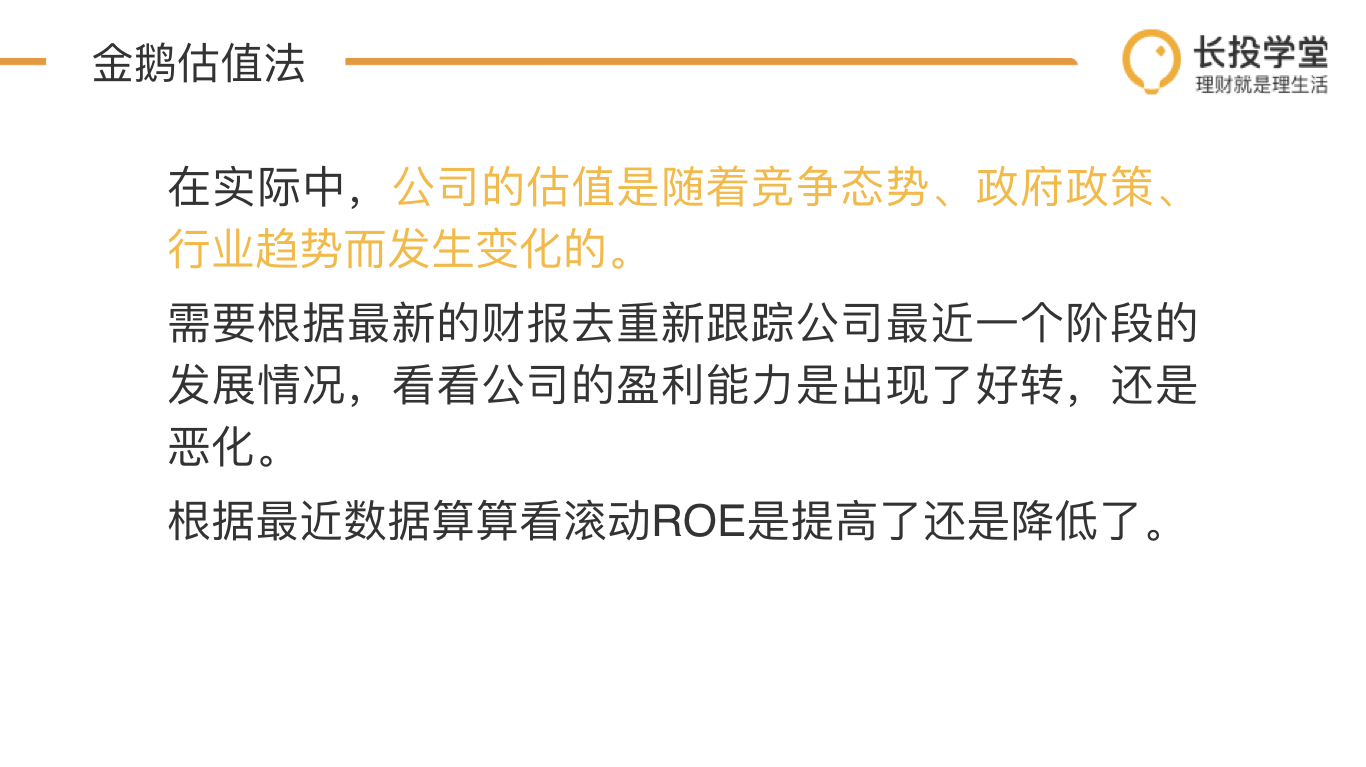 金鹅估值法
长投学堂
理财就是理生活
在实际中，公司的估值是随着竞争态势、政府政策、
行业趋势而发生变化的。
需要根据最新的财报去重新跟踪公司最近一个阶段的
发展情况，看看公司的盈利能力是出现了好转，还是
恶化。
根据最近数据算算看滚动ROE是提高了还是降低了。